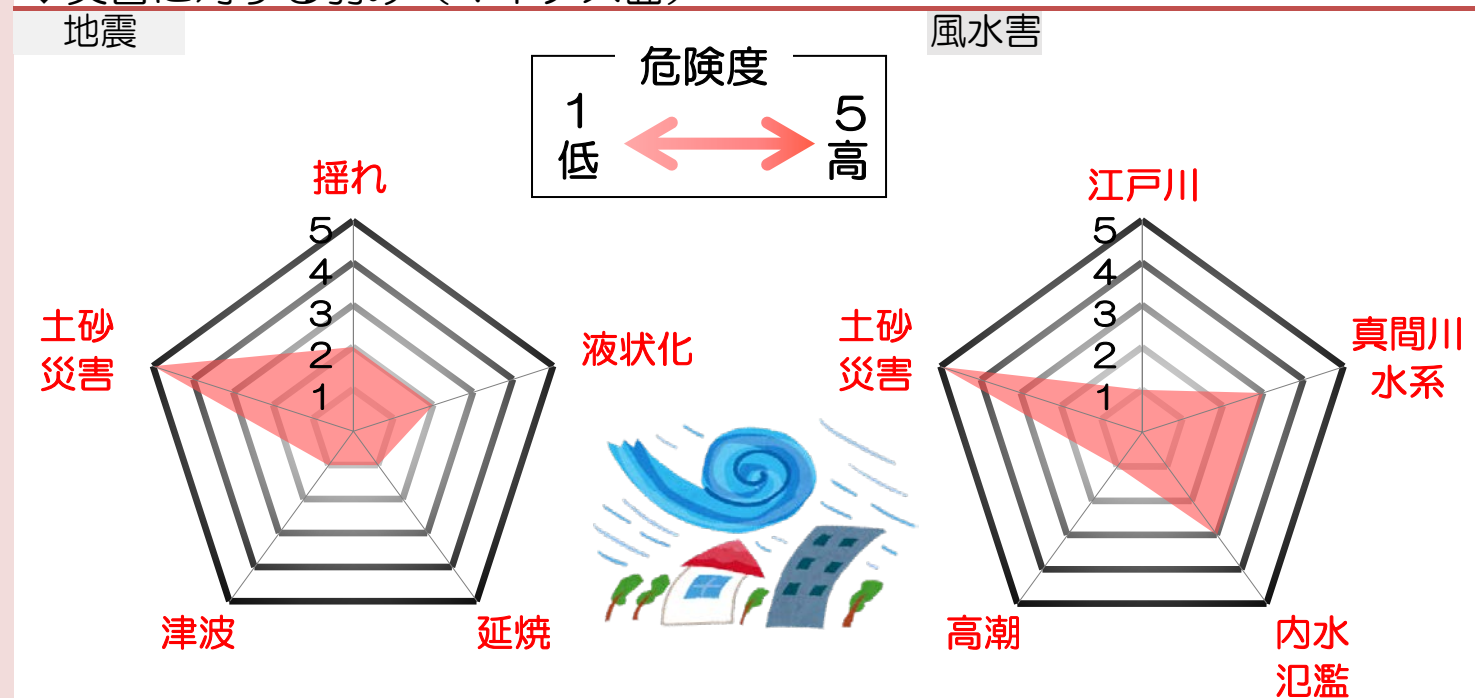 地震
風水害
危険度
1
5
低
高
揺れ
5
4
3
2
1
土砂
災害
液状化
津波
延焼
江戸川
5
4
3
2
1
土砂
災害
真間川
水系
高潮
内水
氾濫